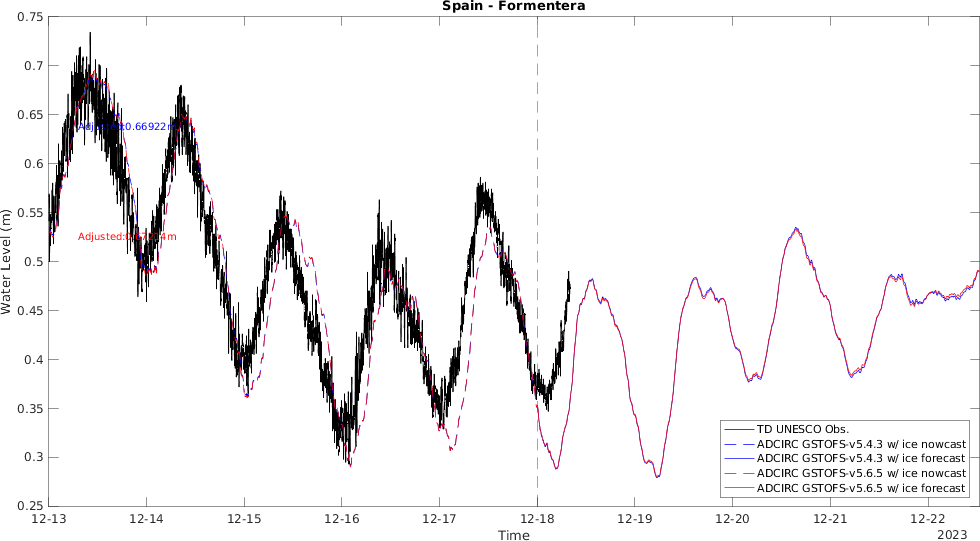 Spain - Formentera
0.75
0.7
0.65
0.6
0.55
0.5
0.45
0.4
0.35
0.3
0.25
Water Level (m)
Adjusted:0.66922m
12-13
12-14
12-15
12-16
12-17
12-18
12-19
12-20
12-21
12-22
Time
2023
TD UNESCO Obs.
ADCIRC GSTOFS-v5.4.3 w/ ice nowcast
ADCIRC GSTOFS-v5.4.3 w/ ice forecast
ADCIRC GSTOFS-v5.6.5 w/ ice nowcast
ADCIRC GSTOFS-v5.6.5 w/ ice forecast